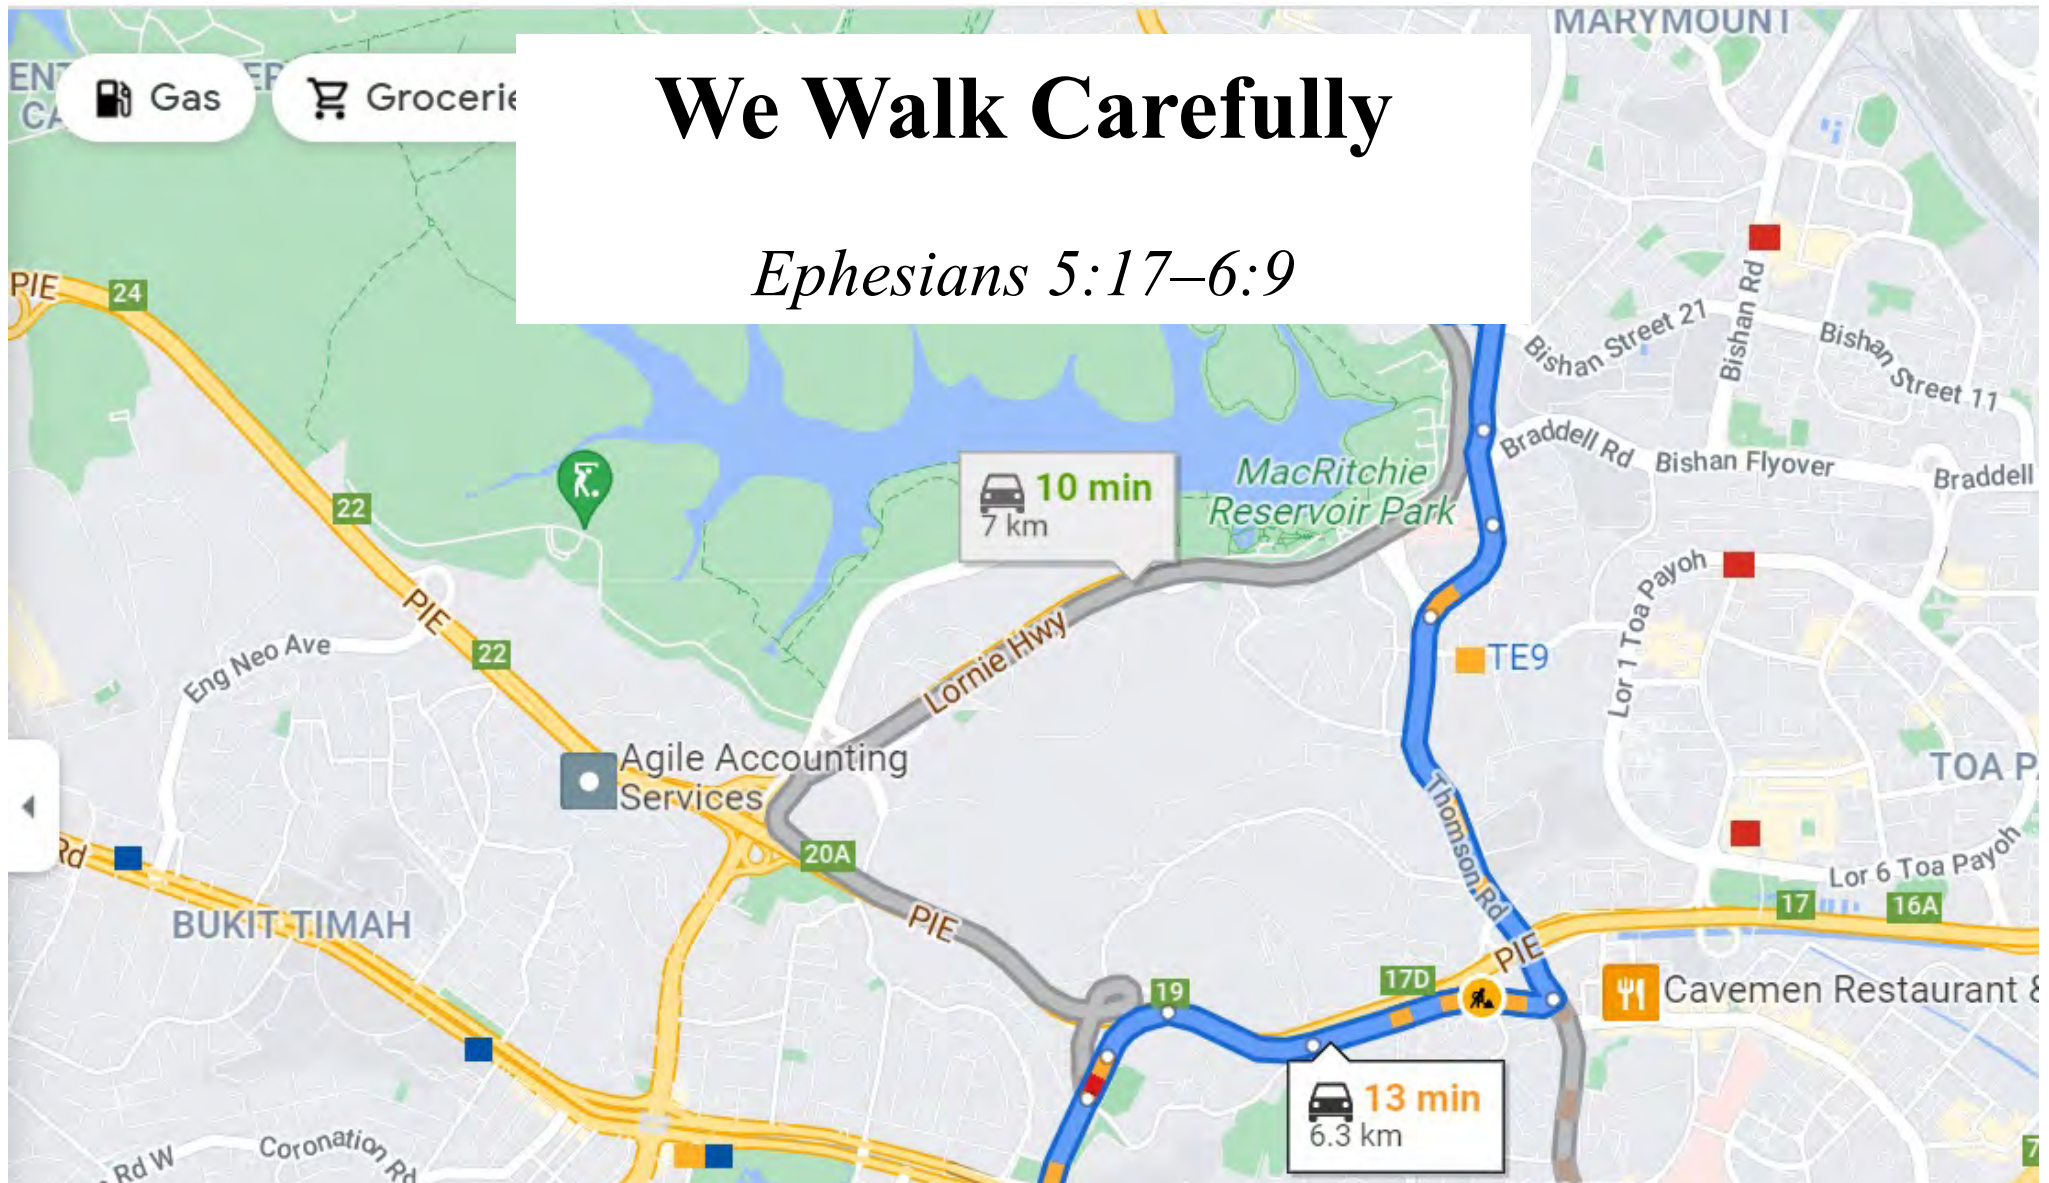 MARYMOUNT
Gas
Groceri
We Walk Carefully
Ephesians 5:17–6:9
PIE
24
Bishan Rd
Bishan Street 21
Bishan Street 11
22
Braddell Rd
Bishan Flyover
Braddell
MacRitchie
Reservoir Park
10 min
7 km
PIE
Eng Neo Ave
22
Lornie Hwy
TE9
Lor 1 Toa Payoh
Agile Accounting
Services
TOA P
20A
Thomson Rd
Rd
Lor 6 Toa Payoh
BUKIT TIMAH
PIE
17
16A
PIE
17D
19
Cavemen Restaurant &
13 min
6.3 km
Coronation Rd
Rd W
7